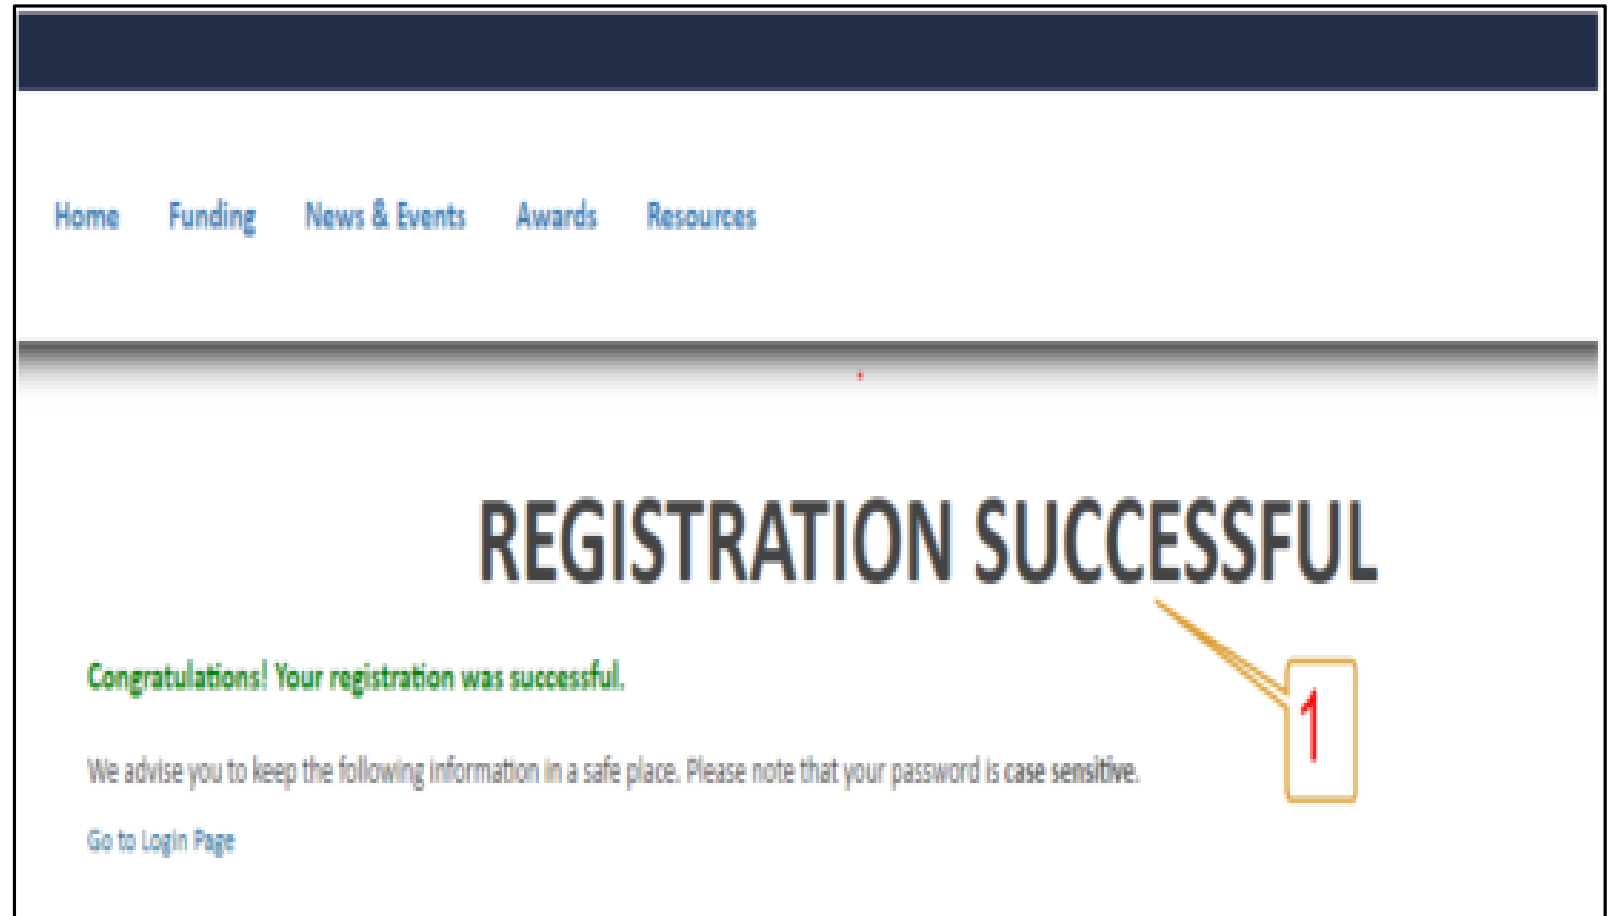 Home Funding News & Events Awards Resources
REGISTRATION SUCCESSFUL
Congratulations! Your registration was successful.
1
We advise you to keep the following information in a safe place. Please note that your password is case sensitive.
Go to Login Page